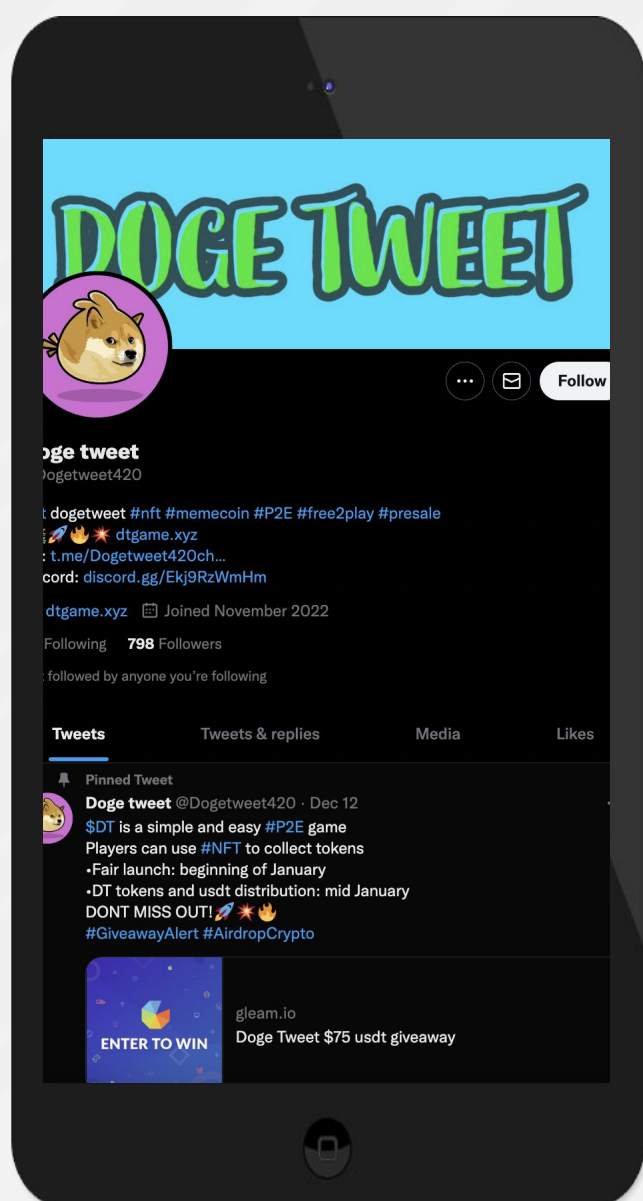 DOGE TWEET
Follow
oge tweet
ogetweet420
dogetweet #nft #memecoin #P2E #free2play #presale
dtgame.xyz
: t.me/Dogetweet420ch…
cord: discord.gg/Ekj9RzWmHm
dtgame.xyz Joined November 2022
Following 798 Followers
followed by anyone you're following
Tweets Tweets & replies Media Likes
Pinned Tweet
Doge tweet @Dogetweet420 · Dec 12
$DT is a simple and easy #P2E game
Players can use #NFT to collect tokens
•Fair launch: beginning of January
•DT tokens and usdt distribution: mid January
DONT MISS OUT! 🚀 💥 🔥
#GiveawayAlert #AirdropCrypto
ENTER TO WIN
gleam.io
Doge Tweet $75 usdt giveaway